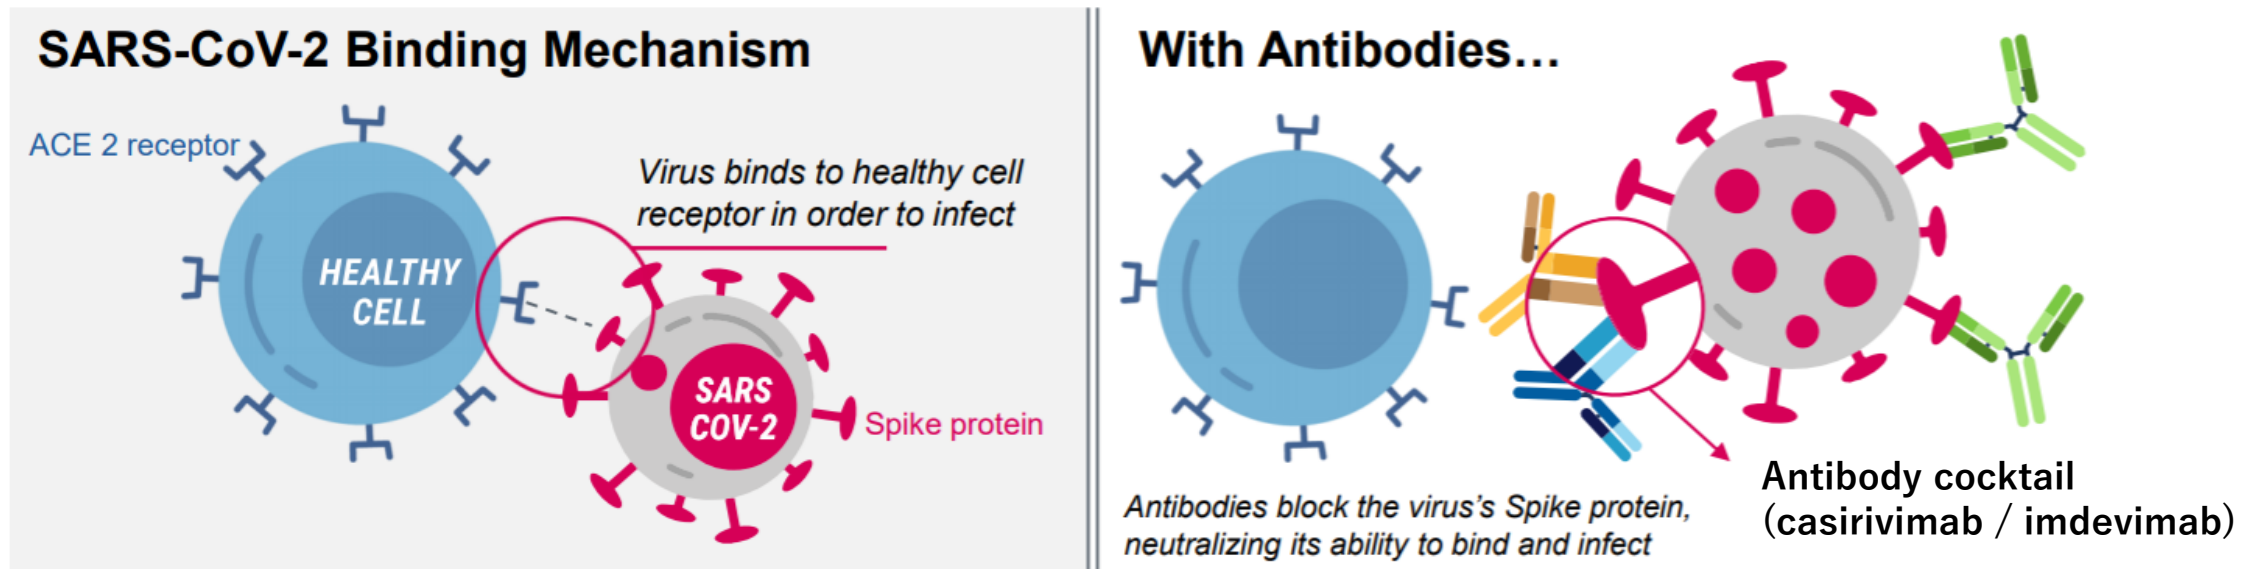 SARS-CoV-2 Binding Mechanism
ACE 2 receptor
Virus binds to healthy cell
receptor in order to infect
HEALTHY
CELL
SARS
COV-2
Spike protein
With Antibodies…
Antibodies block the virus's Spike protein,
neutralizing its ability to bind and infect
Antibody cocktail
(casirivimab / imdevimab)